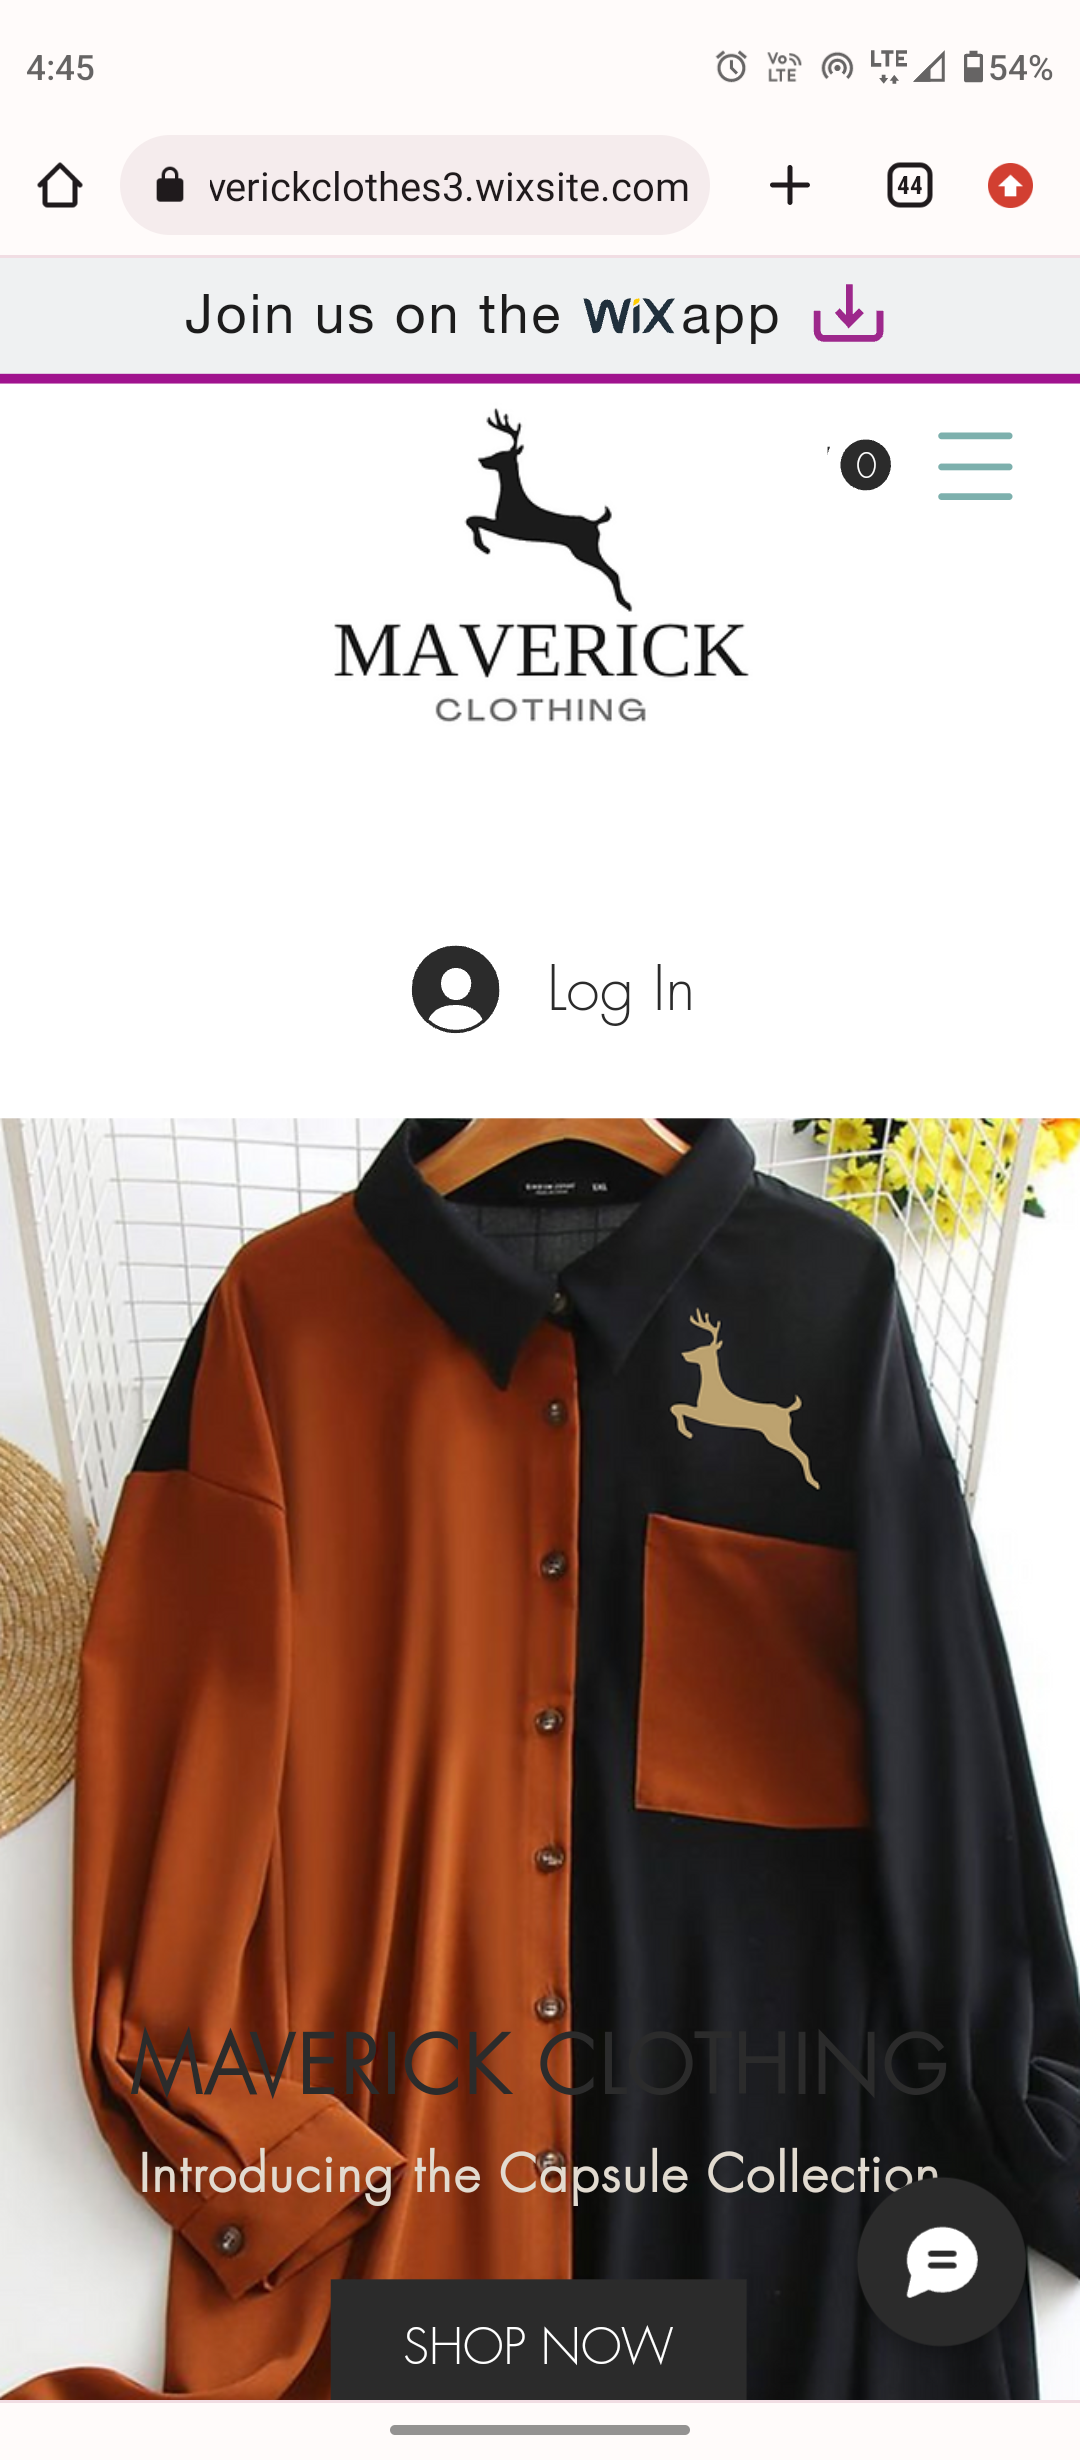 4:45
Vo LTE
LTE
54%
verickclothes3.wixsite.com
44
Join us on the WiX app
0
MAVERICK
CLOTHING
Log In
MAVERICK CLOTHING
Introducing the Capsule Collection
SHOP NOW